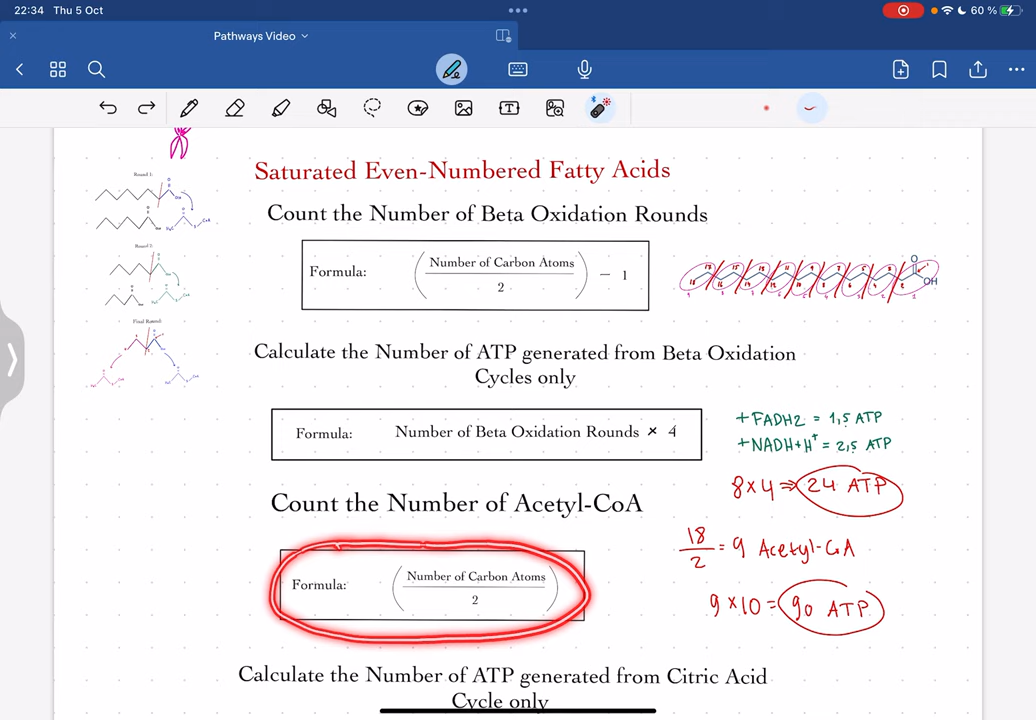 22:34 Thu 5 Oct
60 %
Pathways Video
Saturated Even-Numbered Fatty Acids
Count the Number of Beta Oxidation Rounds
Formula: ( Number of Carbon Atoms / 2 ) − 1
Round 1:
Round 2:
Final Round:
O
OH
Calculate the Number of ATP generated from Beta Oxidation
Cycles only
Formula: Number of Beta Oxidation Rounds × 4
+FADH2 = 1,5 ATP
+NADH+H⁺ = 2,5 ATP
8×4 ⇒ 24 ATP
Count the Number of Acetyl-CoA
Formula: ( Number of Carbon Atoms / 2 )
18/2 = 9 Acetyl-CoA
9×10 = 90 ATP
Calculate the Number of ATP generated from Citric Acid
Cycle only